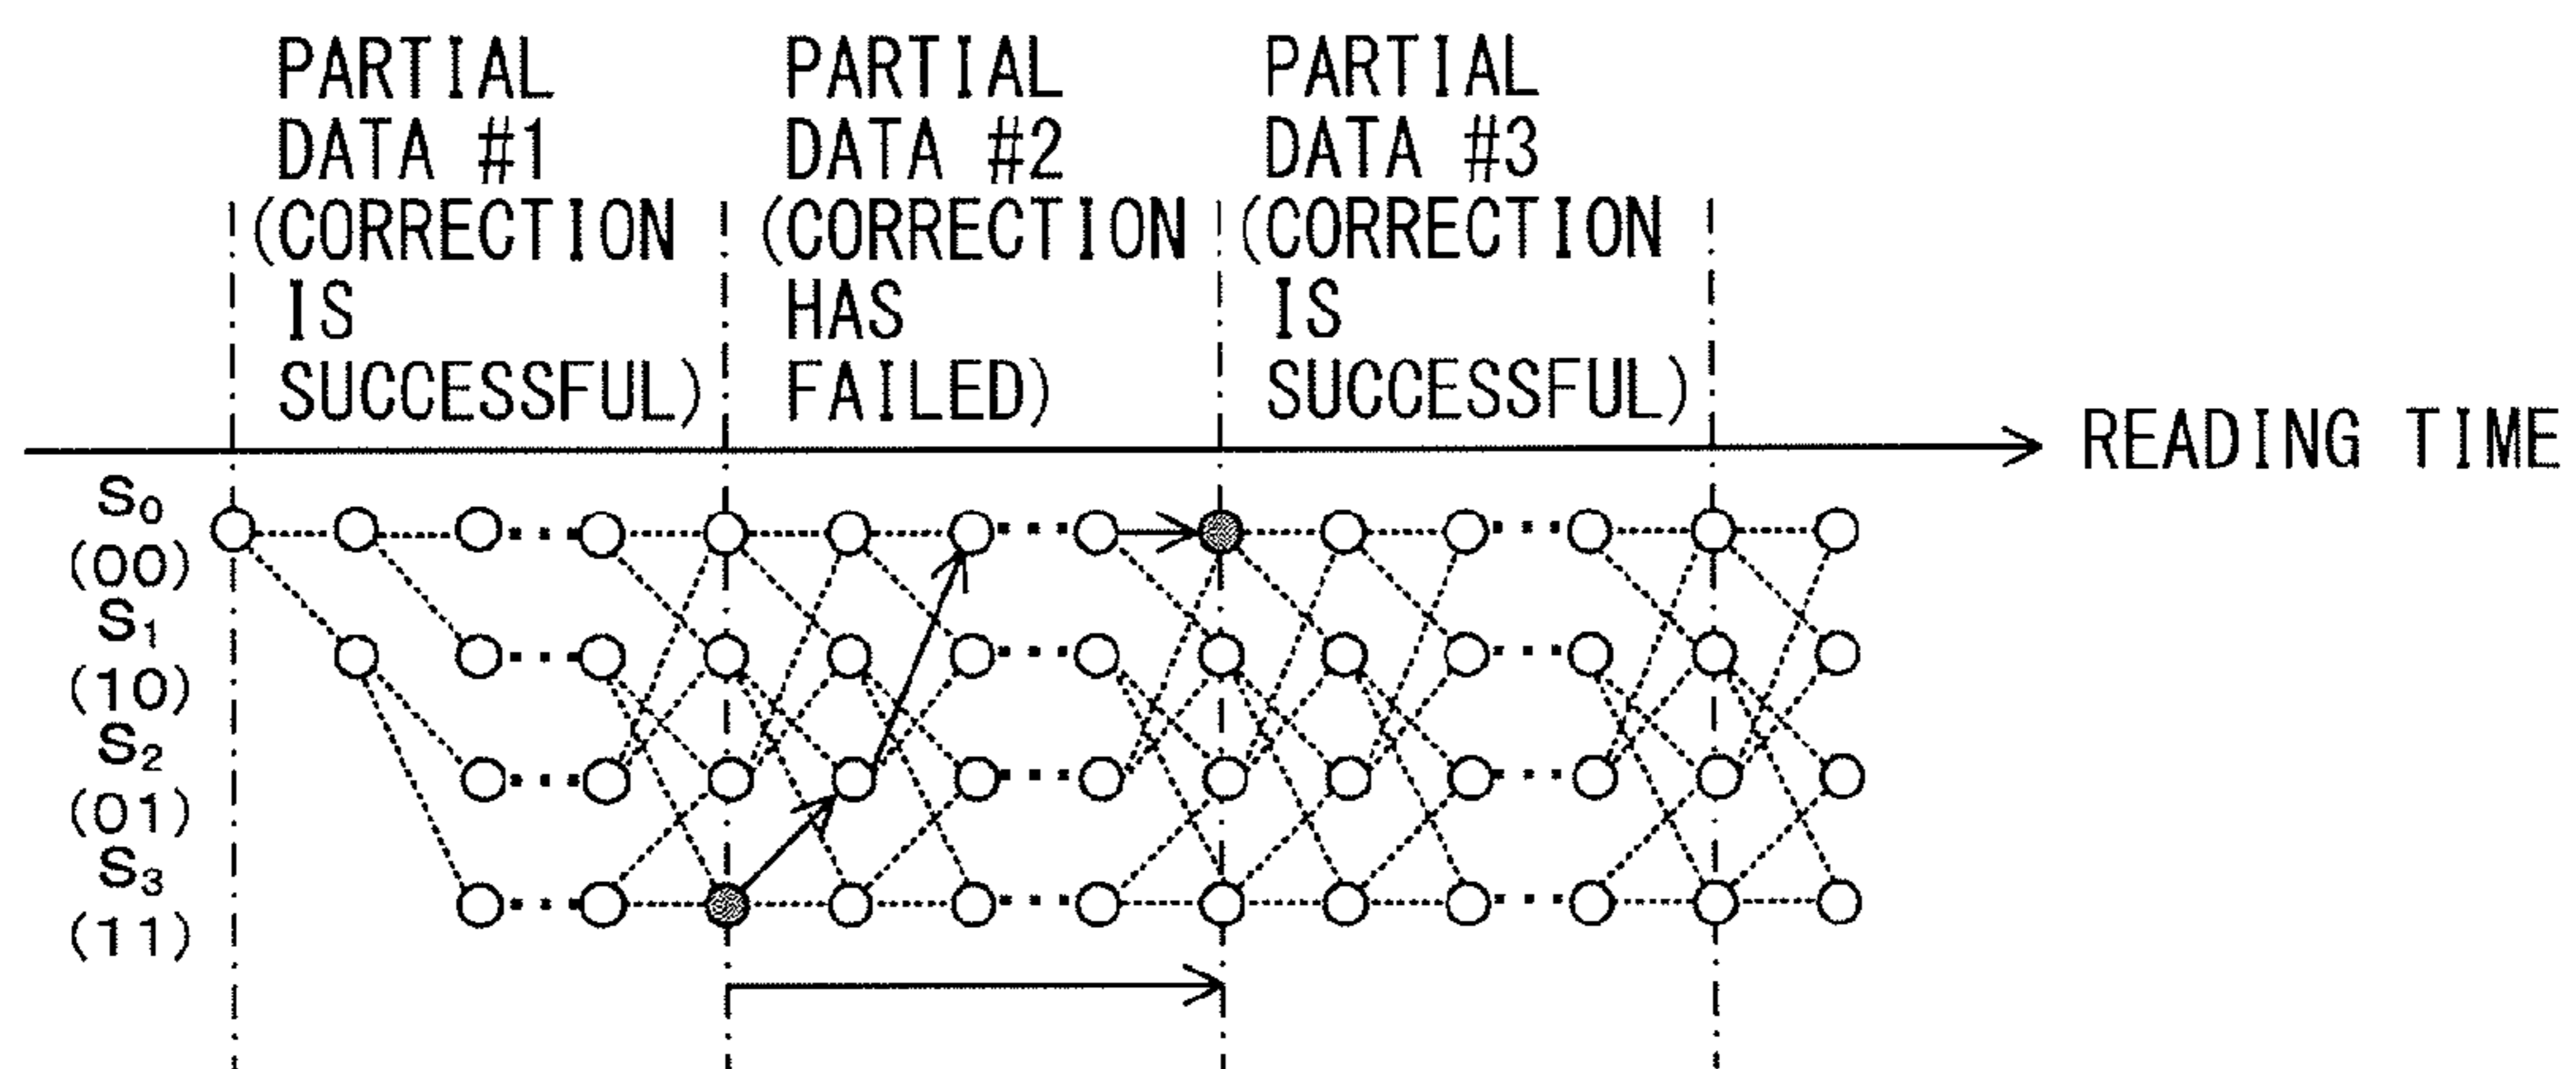 PARTIAL
DATA #1
(CORRECTION
IS
SUCCESSFUL)
PARTIAL
DATA #2
(CORRECTION
HAS
FAILED)
PARTIAL
DATA #3
(CORRECTION
IS
SUCCESSFUL)
READING TIME
S₀
(00)
S₁
(10)
S₂
(01)
S₃
(11)